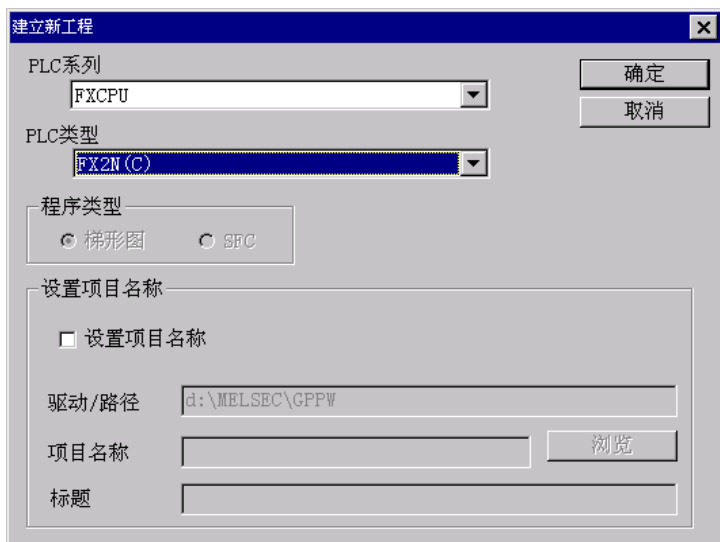 建立新工程
PLC系列
FXCPU
确定
取消
PLC类型
FX2N(C)
程序类型
梯形图 SFC
设置项目名称
设置项目名称
驱动/路径 d:\MELSEC\GPPW
项目名称 浏览
标题